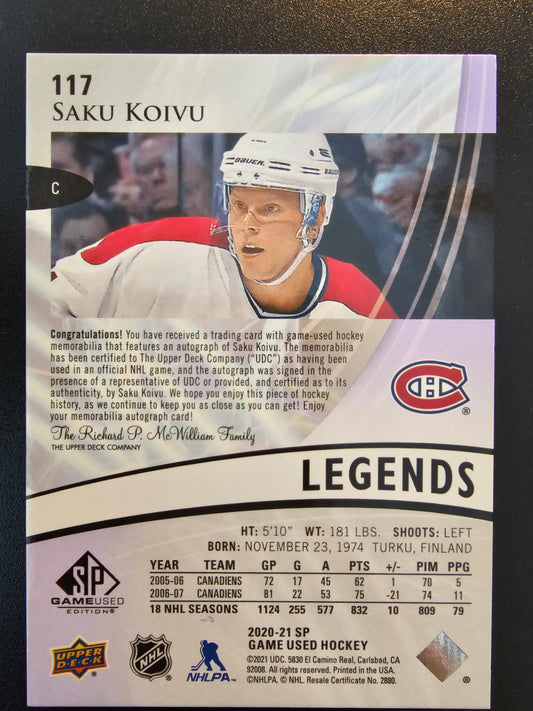 117
SAKU KOIVU
C
BAUER
BAUER
Congratulations! You have received a trading card with game-used hockey
memorabilia that features an autograph of Saku Koivu. The memorabilia
has been certified to The Upper Deck Company ("UDC") as having been
used in an official NHL game, and the autograph was signed in the
presence of a representative of UDC or provided, and certified as to its
authenticity, by Saku Koivu. We hope you enjoy this piece of hockey
history, as we continue to keep you as close as you can get! Enjoy
your memorabilia autograph card!
The Richard P. McWilliam Family
THE UPPER DECK COMPANY
®
LEGENDS
HT: 5'10" WT: 181 LBS. SHOOTS: LEFT
BORN: NOVEMBER 23, 1974 TURKU, FINLAND
YEAR TEAM GP G A PTS +/- PIM PPG
2005-06 CANADIENS 72 17 45 62 1 70 5
2006-07 CANADIENS 81 22 53 75 -21 74 11
18 NHL SEASONS 1124 255 577 832 10 809 79
SP
GAMEUSED
EDITION®
2020-21 SP
GAME USED HOCKEY
©2021 UDC. 5830 El Camino Real, Carlsbad, CA
92008. All rights reserved. Printed in the USA.
©NHLPA. © NHL. Resale Certificate No. 2880.
UPPER
DECK
NHL
NHLPA
®